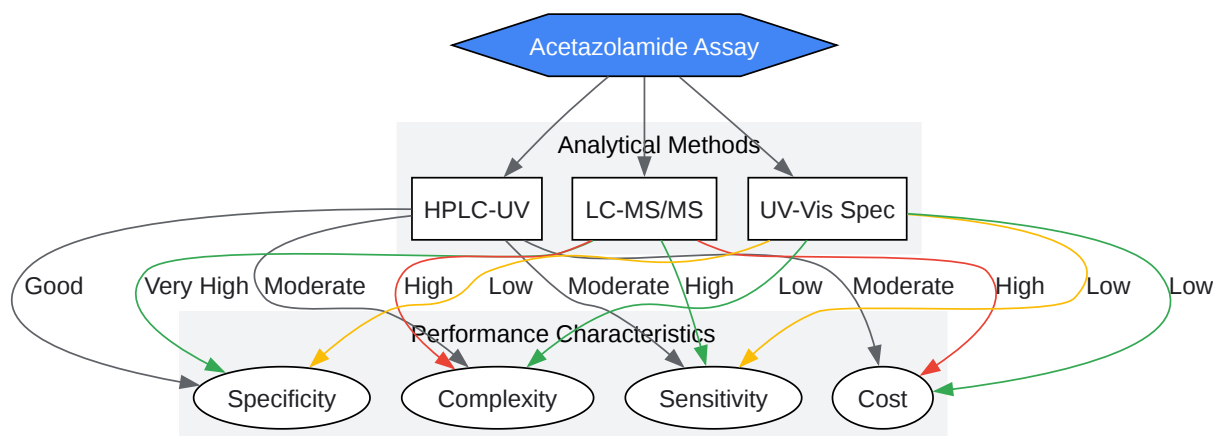 Acetazolamide Assay
Analytical Methods
HPLC-UV
LC-MS/MS
UV-Vis Spec
Good
Very High
Moderate
High
Low
Moderate
High
Low
Moderate
High
Low
Low
Performance Characteristics
Specificity
Complexity
Sensitivity
Cost